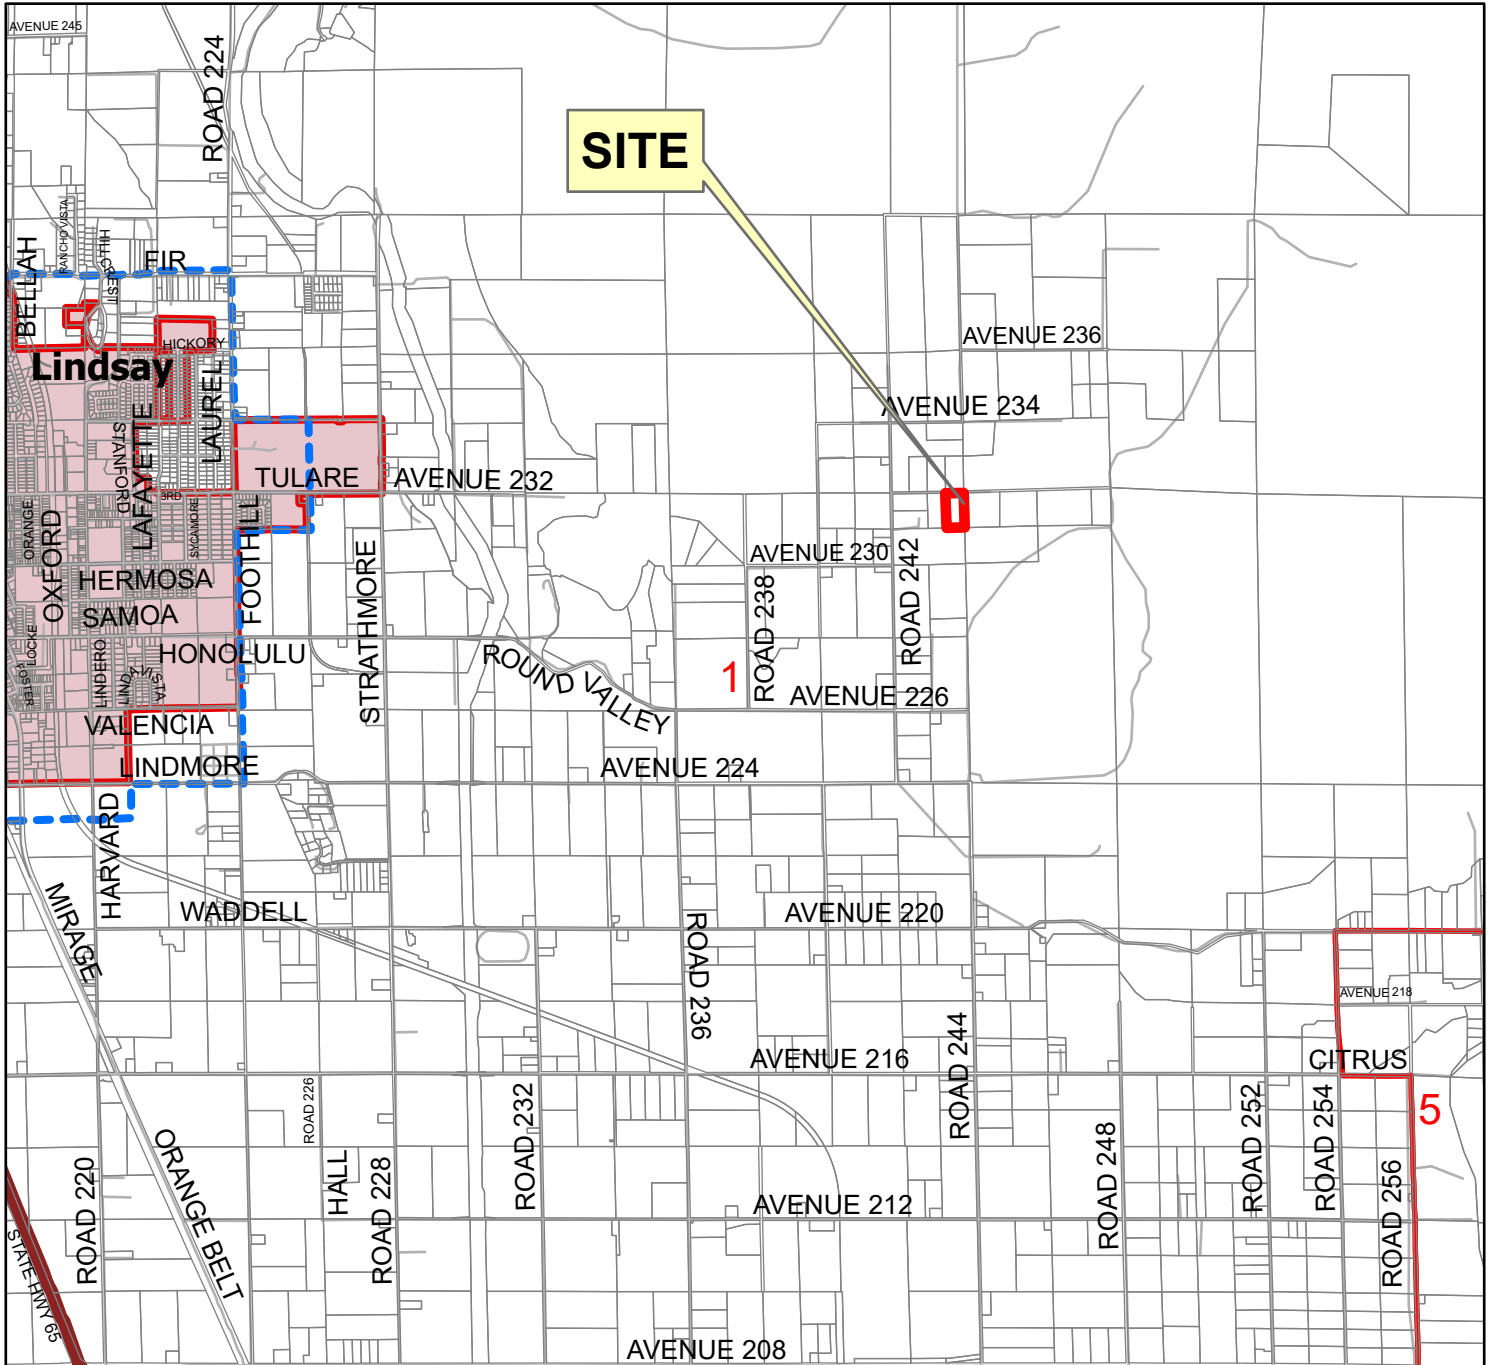 AVENUE 245
ROAD 224
SITE
RANCHO VISTA
BELLAH
HILLCREST
FIR
AVENUE 236
HICKORY
Lindsay
LAUREL
AVENUE 234
STANFORD
LAFAYETTE
TULARE
AVENUE 232
3RD
ORANGE
OXFORD
SYCAMORE
FOOTHILL
STRATHMORE
AVENUE 230
ROAD 242
HERMOSA
ROAD 238
SAMOA
LOCKE
HONOLULU
ROUND VALLEY
1
FOSTER
LINDERO
LINDA VISTA
AVENUE 226
VALENCIA
LINDMORE
AVENUE 224
HARVARD
MIRAGE
WADDELL
AVENUE 220
ROAD 236
AVENUE 218
AVENUE 216
ROAD 244
CITRUS
ROAD 226
ROAD 232
ROAD 252
ROAD 254
5
ORANGE BELT
ROAD 220
HALL
ROAD 228
ROAD 248
ROAD 256
AVENUE 212
STATE HWY 65
AVENUE 208